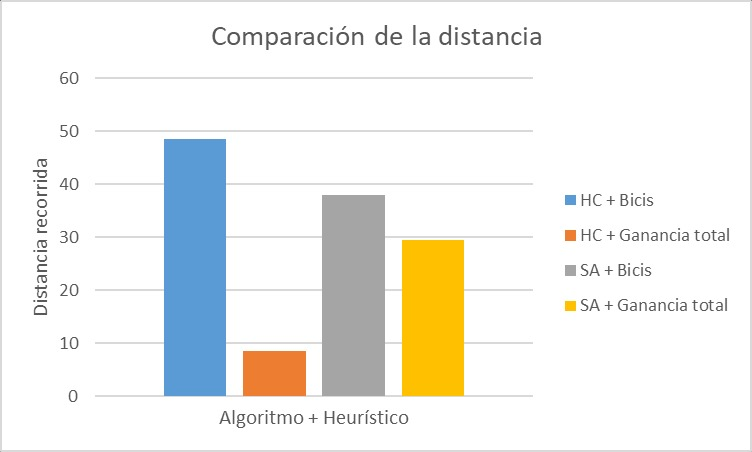 Comparación de la distancia
60
50
40
30
20
10
0
Distancia recorrida
Algoritmo + Heurístico
HC + Bicis
HC + Ganancia total
SA + Bicis
SA + Ganancia total